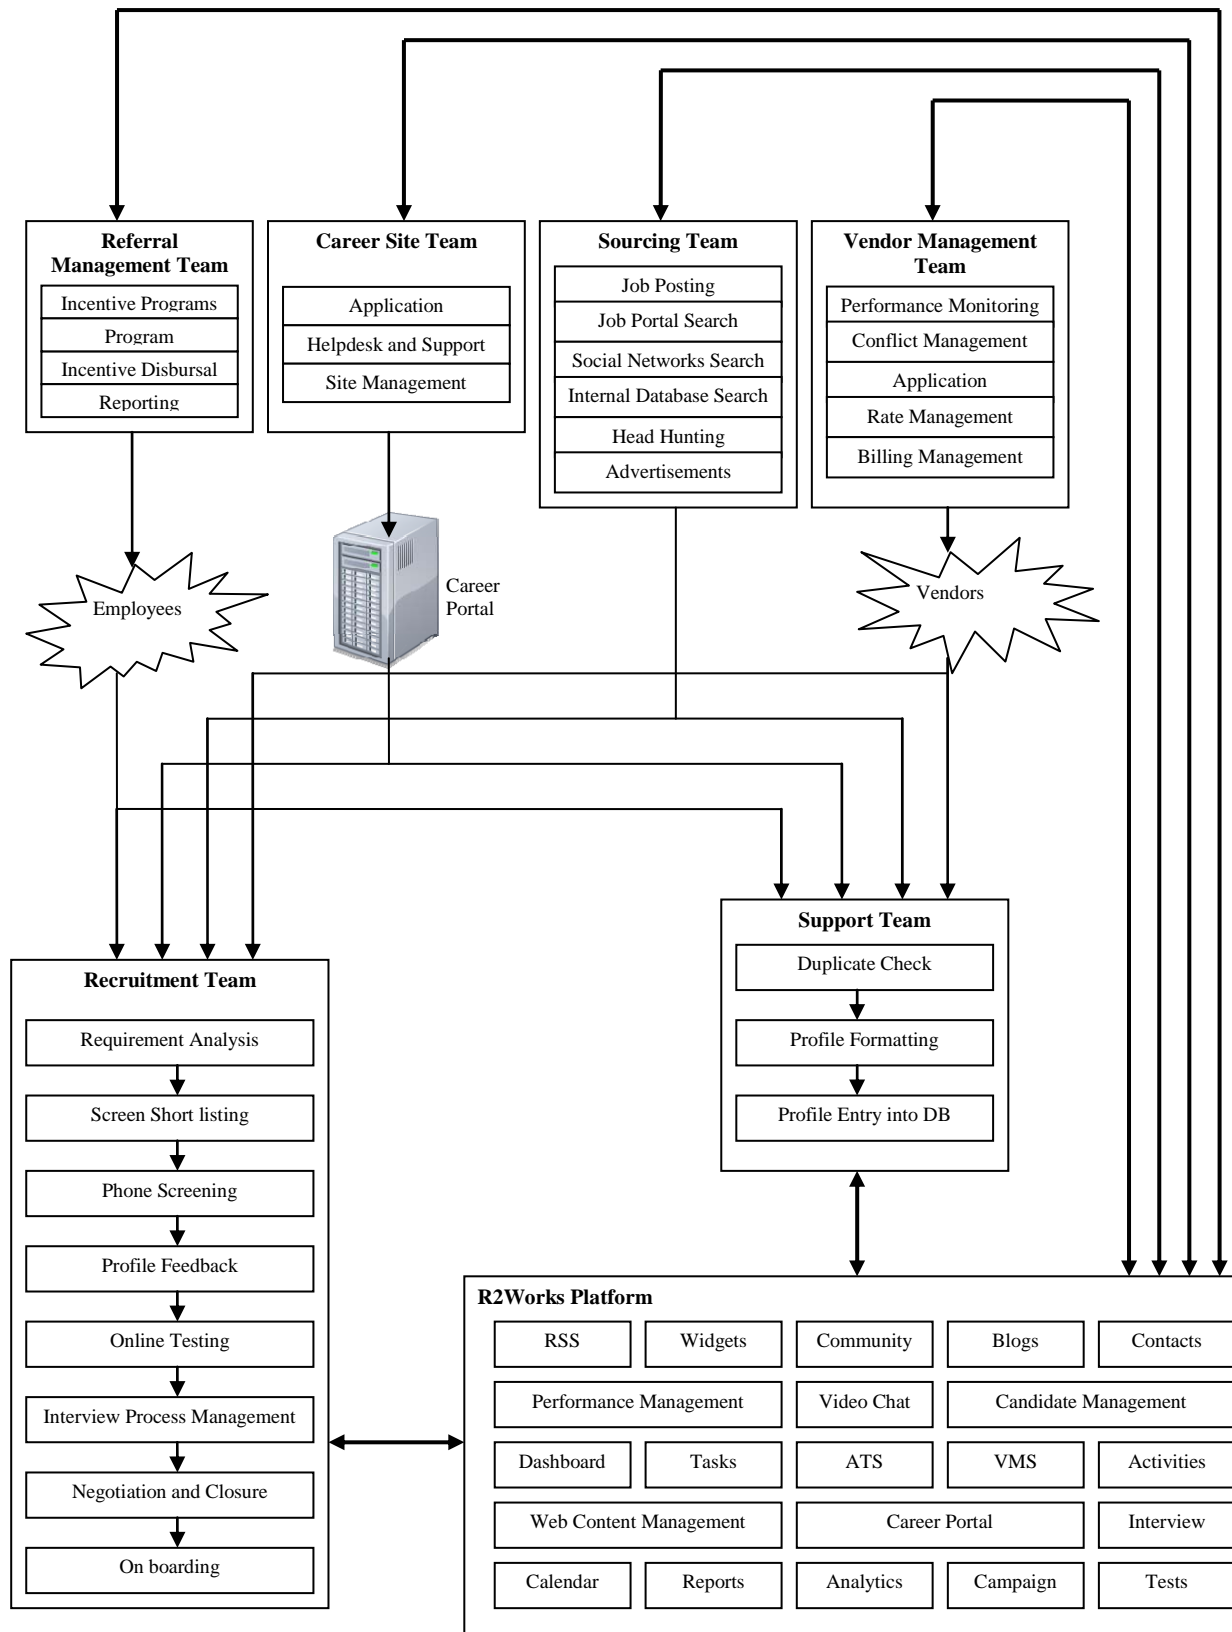 Referral
Management Team
Incentive Programs
Program
Incentive Disbursal
Reporting
Career Site Team
Application
Helpdesk and Support
Site Management
Sourcing Team
Job Posting
Job Portal Search
Social Networks Search
Internal Database Search
Head Hunting
Advertisements
Vendor Management
Team
Performance Monitoring
Conflict Management
Application
Rate Management
Billing Management
Employees
Career
Portal
Vendors
Support Team
Duplicate Check
Profile Formatting
Profile Entry into DB
Recruitment Team
Requirement Analysis
Screen Short listing
Phone Screening
Profile Feedback
Online Testing
Interview Process Management
Negotiation and Closure
On boarding
R2Works Platform
RSS
Widgets
Community
Blogs
Contacts
Performance Management
Video Chat
Candidate Management
Dashboard
Tasks
ATS
VMS
Activities
Web Content Management
Career Portal
Interview
Calendar
Reports
Analytics
Campaign
Tests